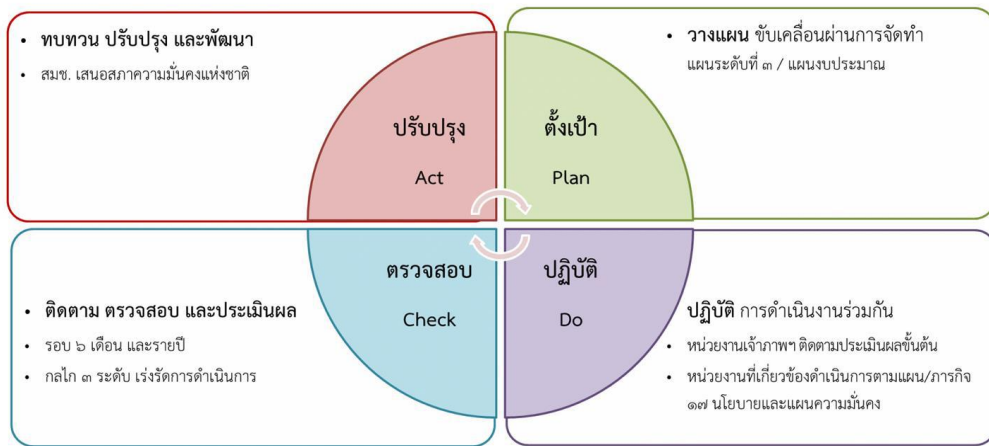 • ทบทวน ปรับปรุง และพัฒนา
• สมช. เสนอสภาความมั่นคงแห่งชาติ
ปรับปรุง
Act
• วางแผน ขับเคลื่อนผ่านการจัดทำ
แผนระดับที่ ๓ / แผนงบประมาณ
ตั้งเป้า
Plan
• ติดตาม ตรวจสอบ และประเมินผล
• รอบ ๖ เดือน และรายปี
• กลไก ๓ ระดับ เร่งรัดการดำเนินการ
ตรวจสอบ
Check
ปฏิบัติ
Do
ปฏิบัติ การดำเนินงานร่วมกัน
• หน่วยงานเจ้าภาพฯ ติดตามประเมินผลขั้นต้น
• หน่วยงานที่เกี่ยวข้องดำเนินการตามแผน/ภารกิจ
๑๗ นโยบายและแผนความมั่นคง